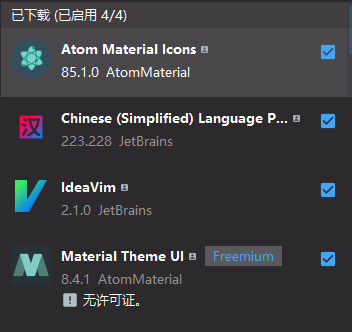 已下载 (已启用 4/4)
Atom Material Icons
85.1.0 AtomMaterial
汉
Chinese (Simplified) Language P...
223.228 JetBrains
IdeaVim
2.1.0 JetBrains
Material Theme UI Freemium
8.4.1 AtomMaterial
无许可证。